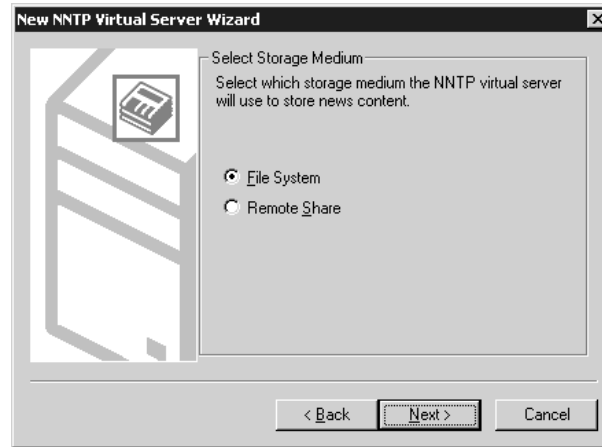 New NNTP Virtual Server Wizard
Select Storage Medium
Select which storage medium the NNTP virtual server
will use to store news content.
File System
Remote Share
< Back
Next >
Cancel